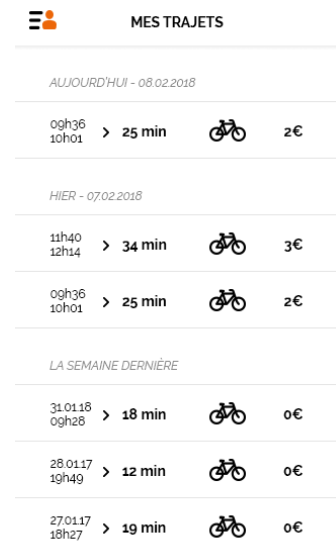 MES TRAJETS
AUJOURD'HUI - 08.02.2018
09h36
10h01
25 min
2€
HIER - 07.02.2018
11h40
12h14
34 min
3€
09h36
10h01
25 min
2€
LA SEMAINE DERNIÈRE
31.01.18
09h28
18 min
0€
28.01.17
19h49
12 min
0€
27.01.17
18h27
19 min
0€